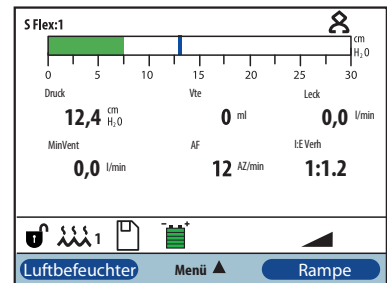 S Flex:1
cm
H₂O
0 5 10 15 20 25 30
Druck Vte Leck
12,4 cm H₂O 0 ml 0,0 l/min
MinVent AF I:E Verh
0,0 l/min 12 AZ/min 1:1.2
1
Luftbefeuchter Menü ▲ Rampe